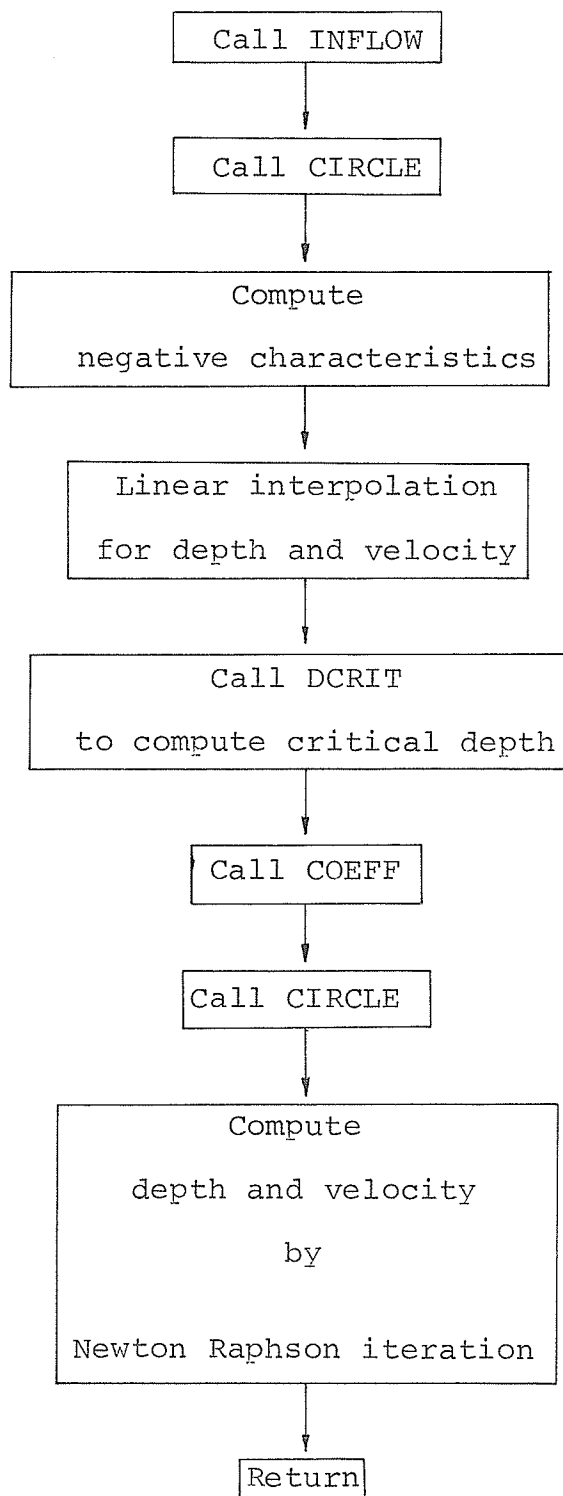 Call INFLOW
Call CIRCLE
Compute
negative characteristics
Linear interpolation
for depth and velocity
Call DCRIT
to compute critical depth
Call COEFF
Call CIRCLE
Compute
depth and velocity
by
Newton Raphson iteration
Return